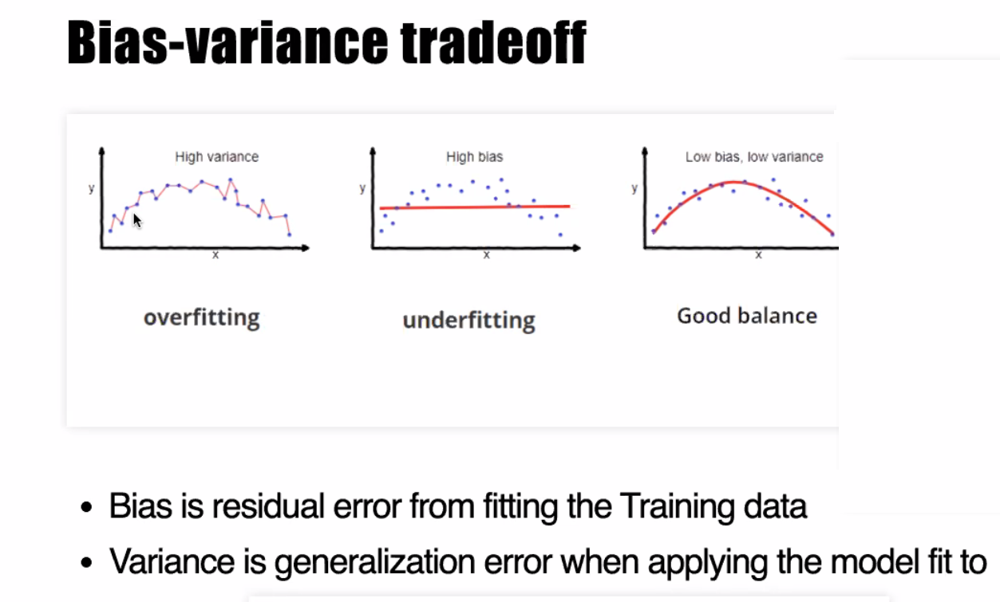 Bias-variance tradeoff
High variance
High bias
Low bias, low variance
y
y
y
x
x
x
overfitting
underfitting
Good balance
• Bias is residual error from fitting the Training data
• Variance is generalization error when applying the model fit to